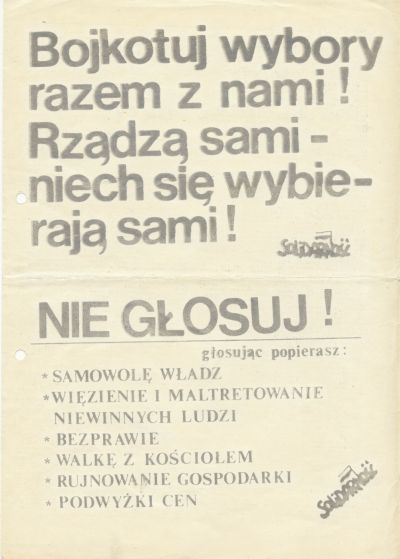 Bojkotuj wybory
razem z nami !
Rządzą sami -
niech się wybie-
rają sami !
SOLIDARNOŚĆ
NIE GŁOSUJ !
głosując popierasz:
* SAMOWOLĘ WŁADZ
* WIĘZIENIE I MALTRETOWANIE
NIEWINNYCH LUDZI
* BEZPRAWIE
* WALKĘ Z KOŚCIOŁEM
* RUJNOWANIE GOSPODARKI
* PODWYŻKI CEN
SOLIDARNOŚĆ